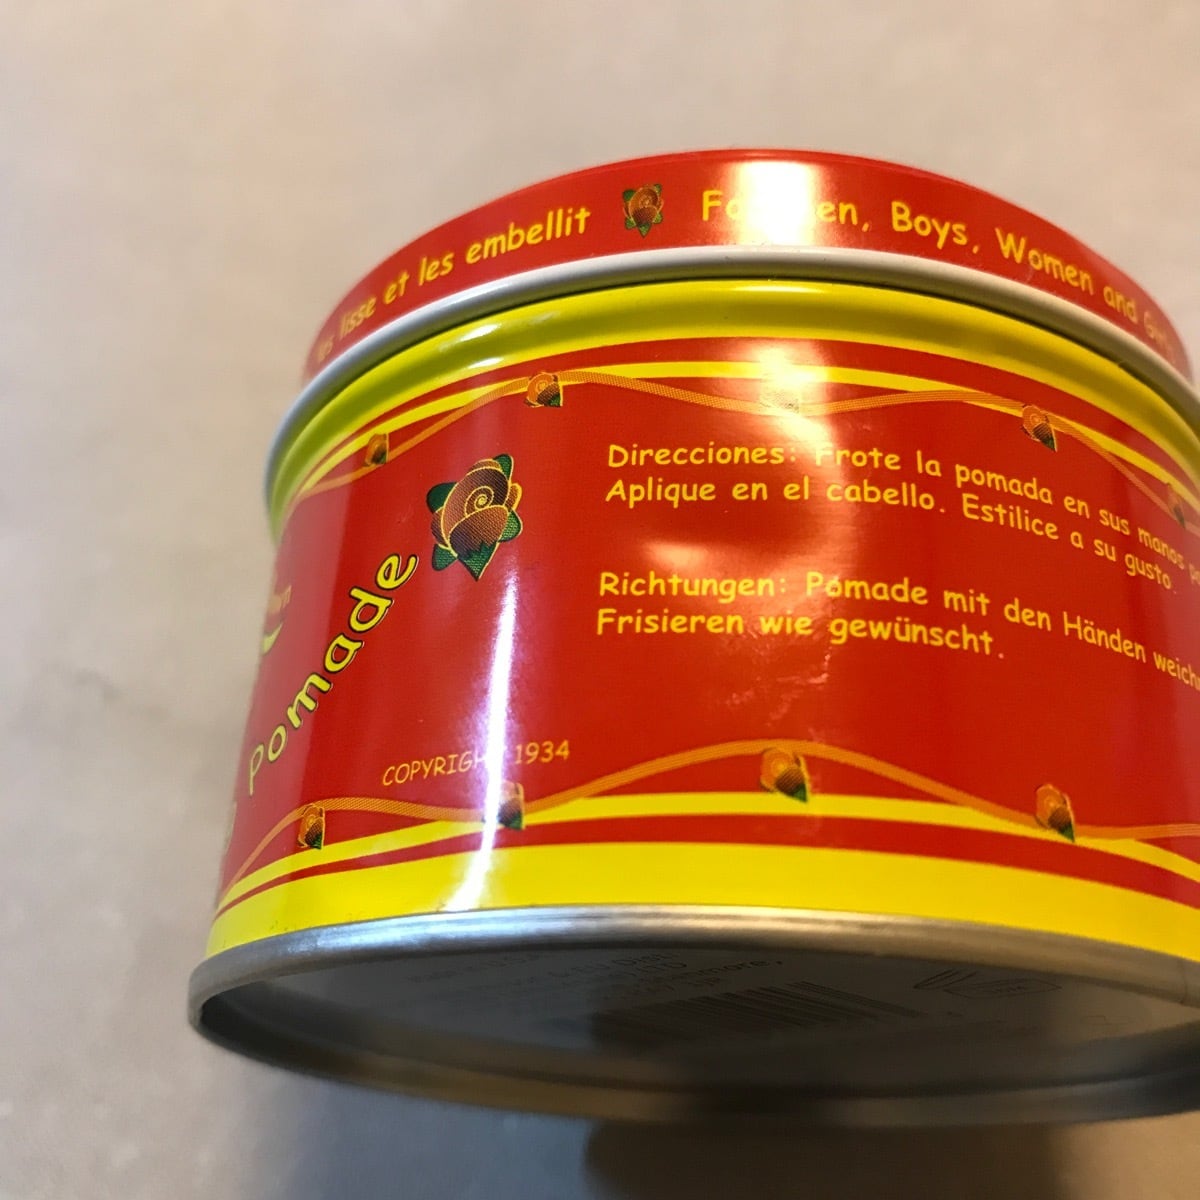 lisse et les embellit
Boys, Women and
Direcciones: Frote la pomada en sus manos
Aplique en el cabello. Estilice a su gusto.
Richtungen: Pomade mit den Händen
Frisieren wie gewünscht.
Pomade
COPYRIGHT 1934